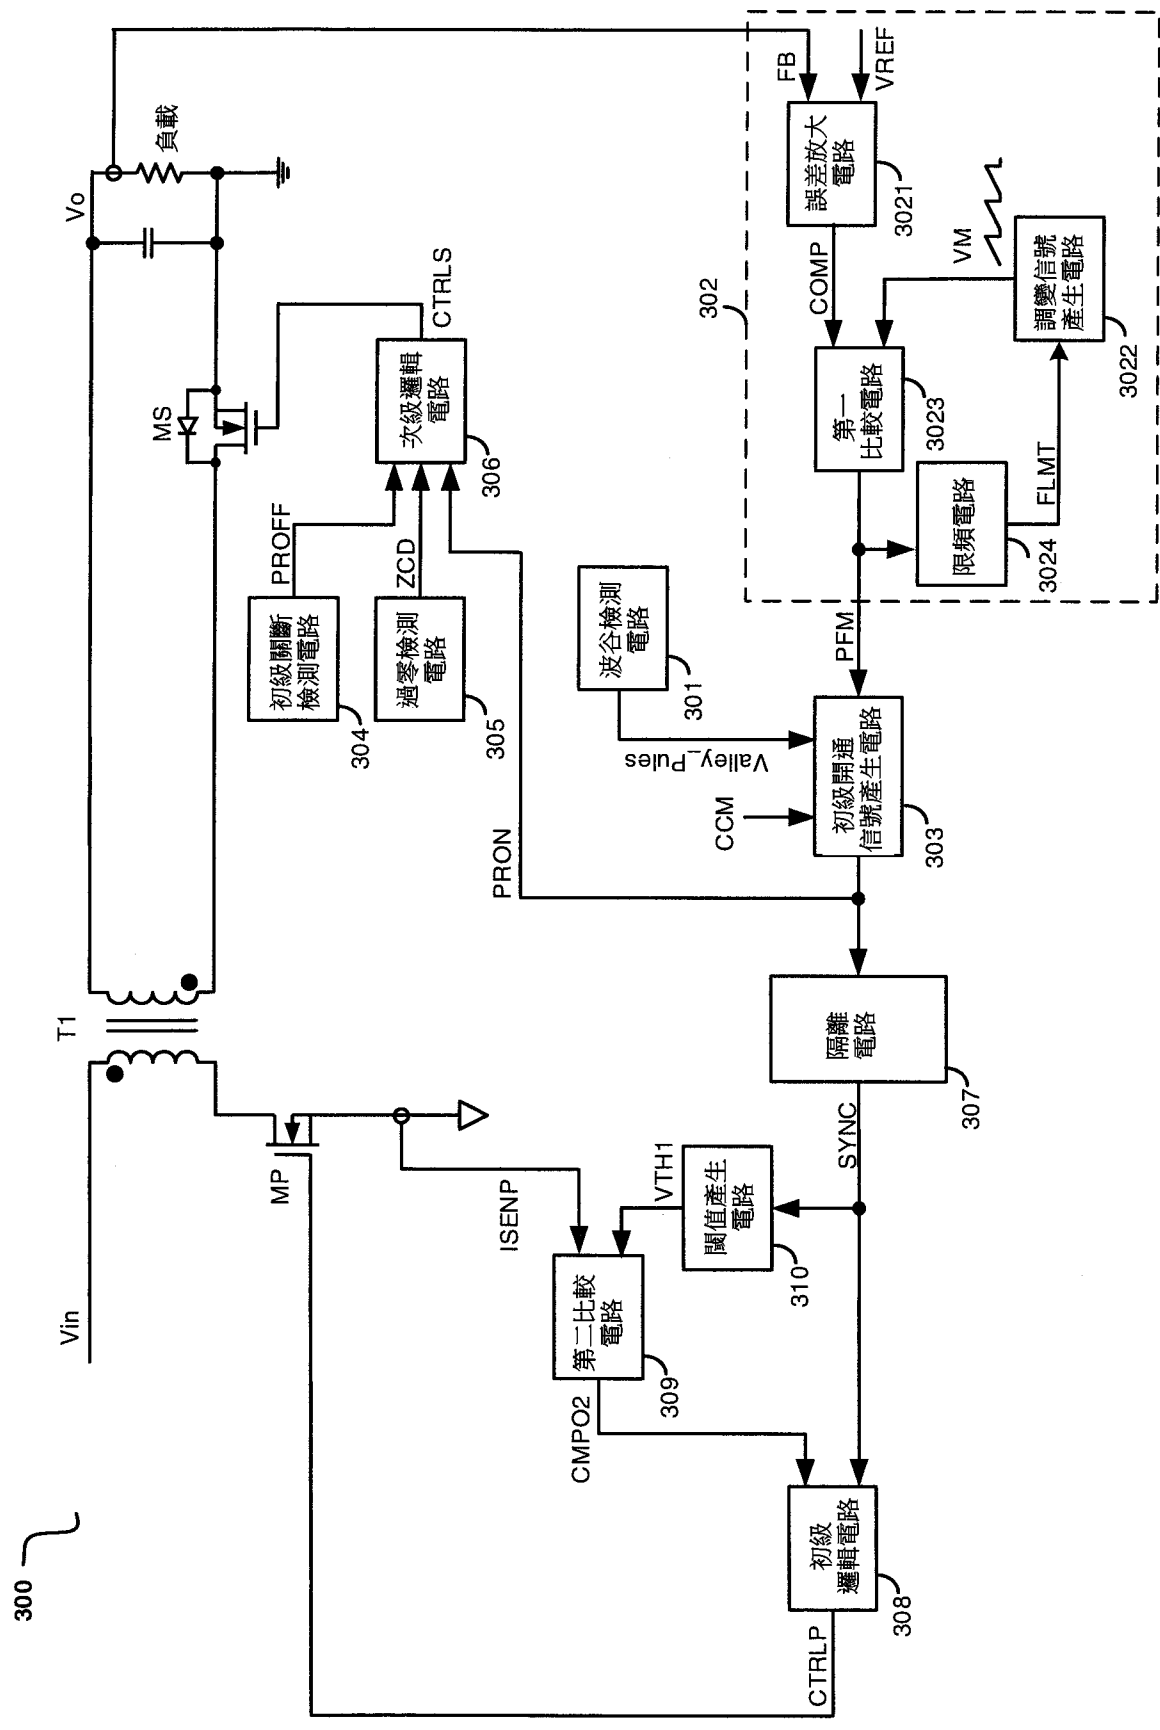 300
Vin
T1
Vo
負載
MP
MS
ISENP
CMPO2
第二比較
電路
309
VTH1
閾值產生
電路
310
初級
邏輯電路
308
CTRLP
SYNC
隔離
電路
307
PRON
初級關斷
檢測電路
304
PROFF
過零檢測
電路
305
ZCD
次級邏輯
電路
306
CTRLS
波谷檢測
電路
301
Valley_Pules
CCM
初級開通
信號產生電路
303
PFM
302
第一
比較電路
3023
COMP
誤差放大
電路
3021
FB
VREF
VM
調變信號
產生電路
3022
限頻電路
3024
FLMT